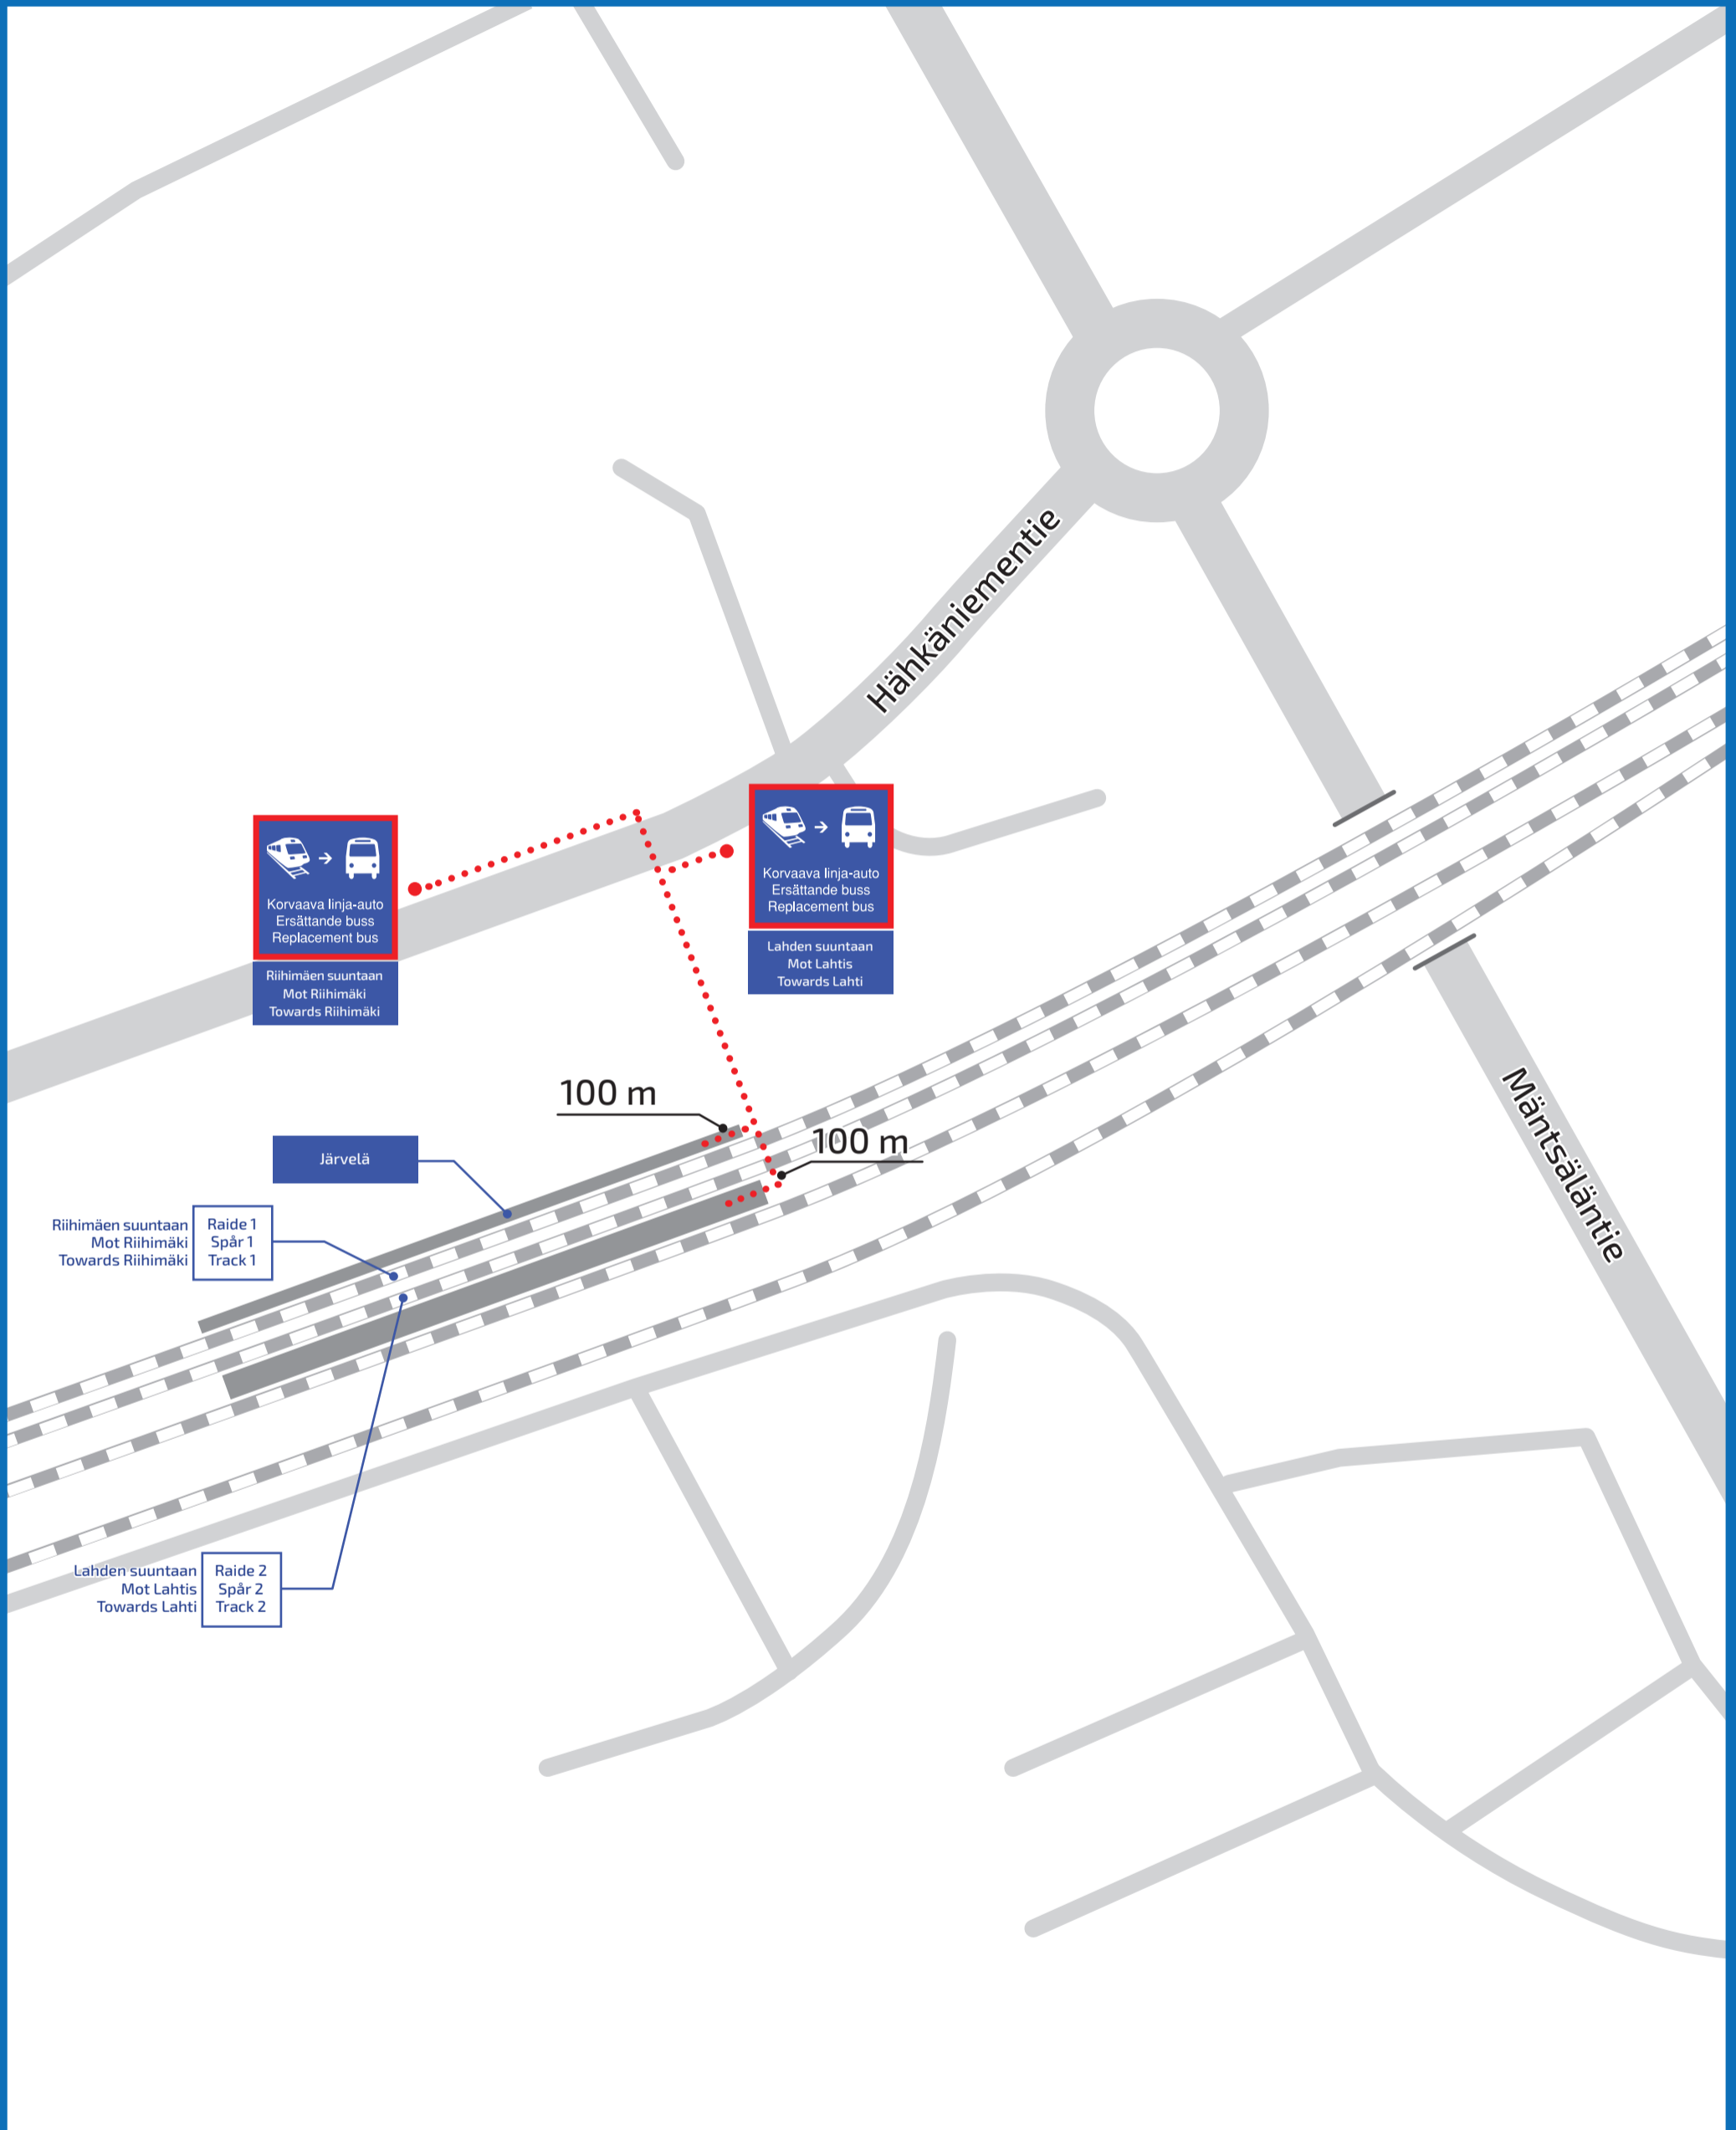 Hähkäniementie
Korvaava linja-auto
Ersättande buss
Replacement bus
Lahden suuntaan
Mot Lahtis
Towards Lahti
Korvaava linja-auto
Ersättande buss
Replacement bus
Riihimäen suuntaan
Mot Riihimäki
Towards Riihimäki
100 m
100 m
Mäntsäläntie
Järvelä
Riihimäen suuntaan
Mot Riihimäki
Towards Riihimäki
Raide 1
Spår 1
Track 1
Lahden suuntaan
Mot Lahtis
Towards Lahti
Raide 2
Spår 2
Track 2